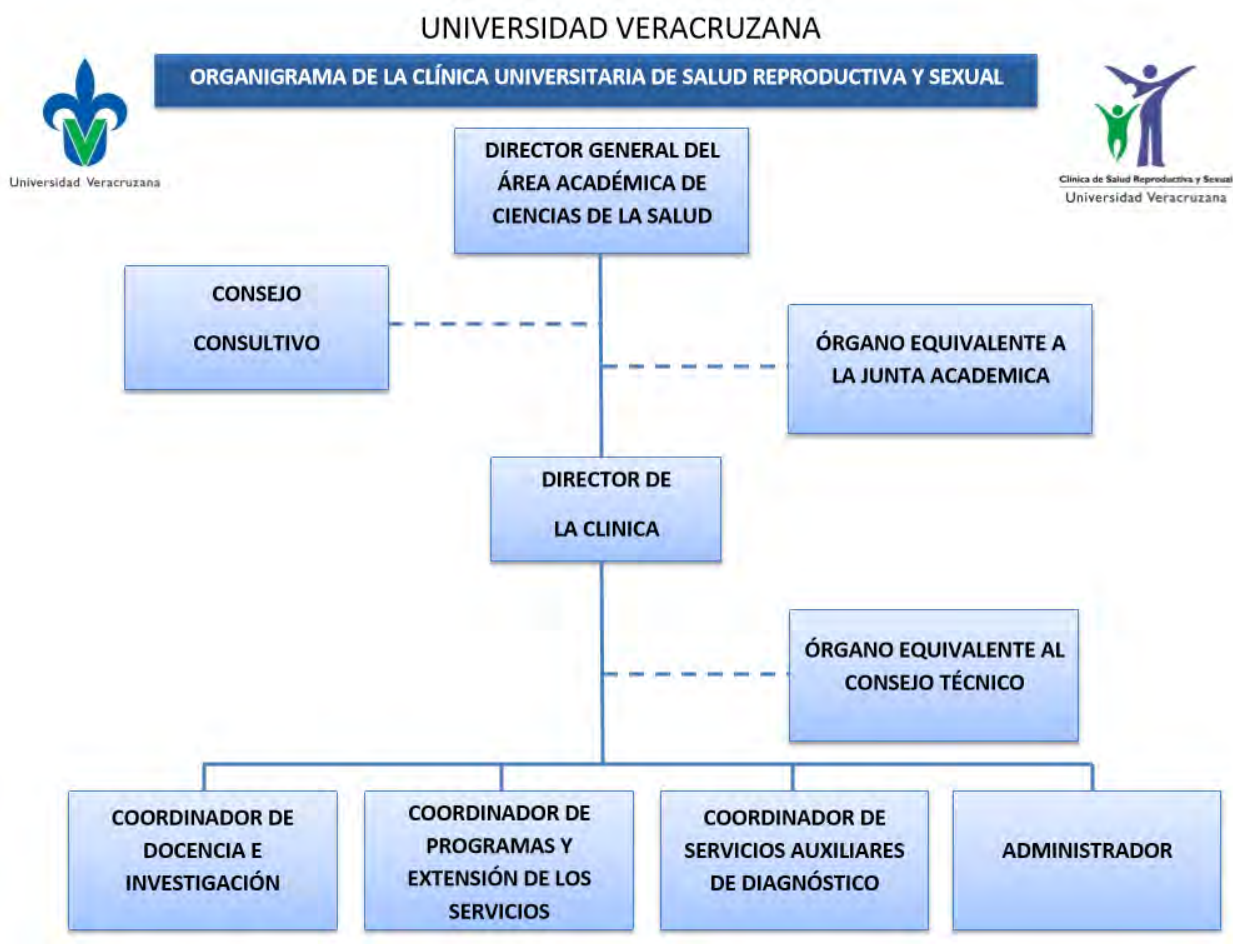 UNIVERSIDAD VERACRUZANA
ORGANIGRAMA DE LA CLÍNICA UNIVERSITARIA DE SALUD REPRODUCTIVA Y SEXUAL
Universidad Veracruzana
Clínica de Salud Reproductiva y Sexual
Universidad Veracruzana
DIRECTOR GENERAL DEL
ÁREA ACADÉMICA DE
CIENCIAS DE LA SALUD
CONSEJO
CONSULTIVO
ÓRGANO EQUIVALENTE A
LA JUNTA ACADEMICA
DIRECTOR DE
LA CLINICA
ÓRGANO EQUIVALENTE AL
CONSEJO TÉCNICO
COORDINADOR DE
DOCENCIA E
INVESTIGACIÓN
COORDINADOR DE
PROGRAMAS Y
EXTENSIÓN DE LOS
SERVICIOS
COORDINADOR DE
SERVICIOS AUXILIARES
DE DIAGNÓSTICO
ADMINISTRADOR